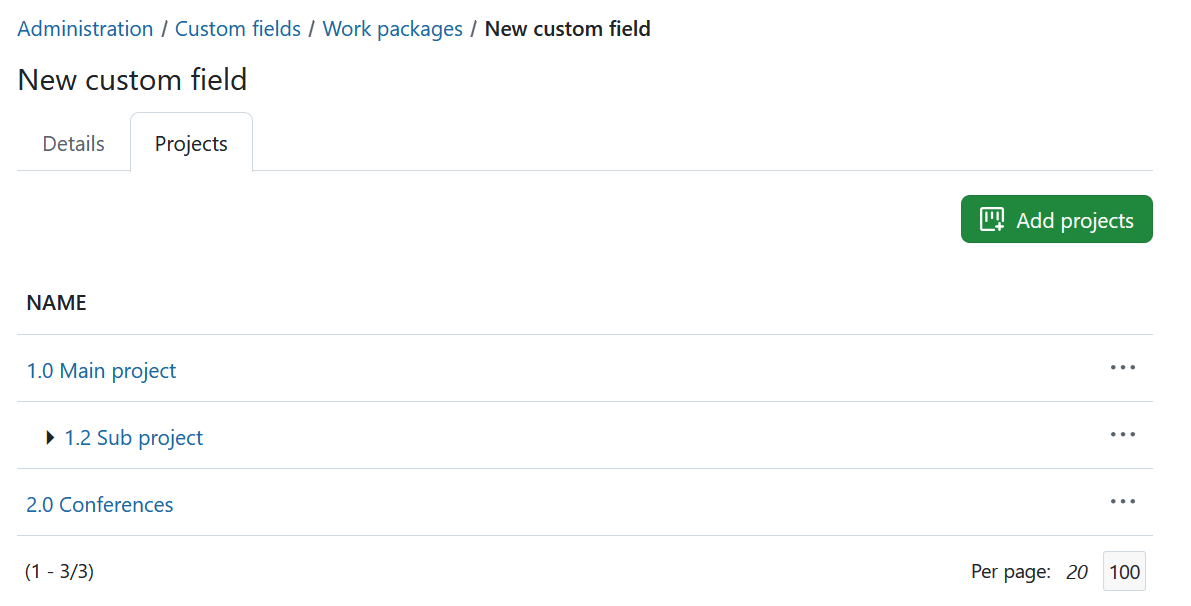 Administration / Custom fields / Work packages / New custom field
New custom field
Details Projects
Add projects
NAME
1.0 Main project
1.2 Sub project
2.0 Conferences
(1 - 3/3) Per page: 20 100